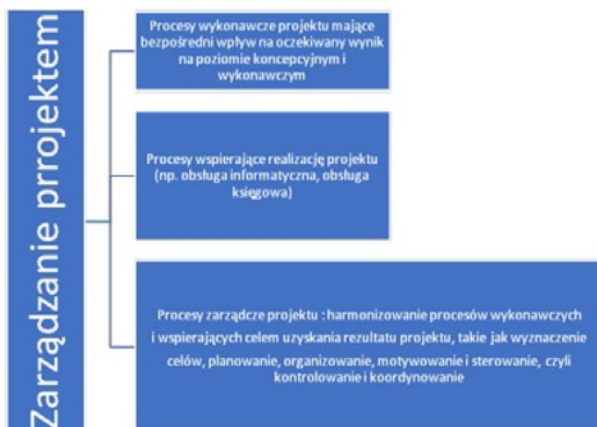 Zarządzanie prrojektem
Procesy wykonawcze projektu mające
bezpośredni wpływ na oczekiwany wynik
na poziomie koncepcyjnym i
wykonawczym
Procesy wspierające realizację projektu
(np. obsługa informatyczna, obsługa
księgowa)
Procesy zarządcze projektu : harmonizowanie procesów wykonawczych
i wspierających celem uzyskania rezultatu projektu, takie jak wyznaczenie
celów, planowanie, organizowanie, motywowanie i sterowanie, czyli
kontrolowanie i koordynowanie